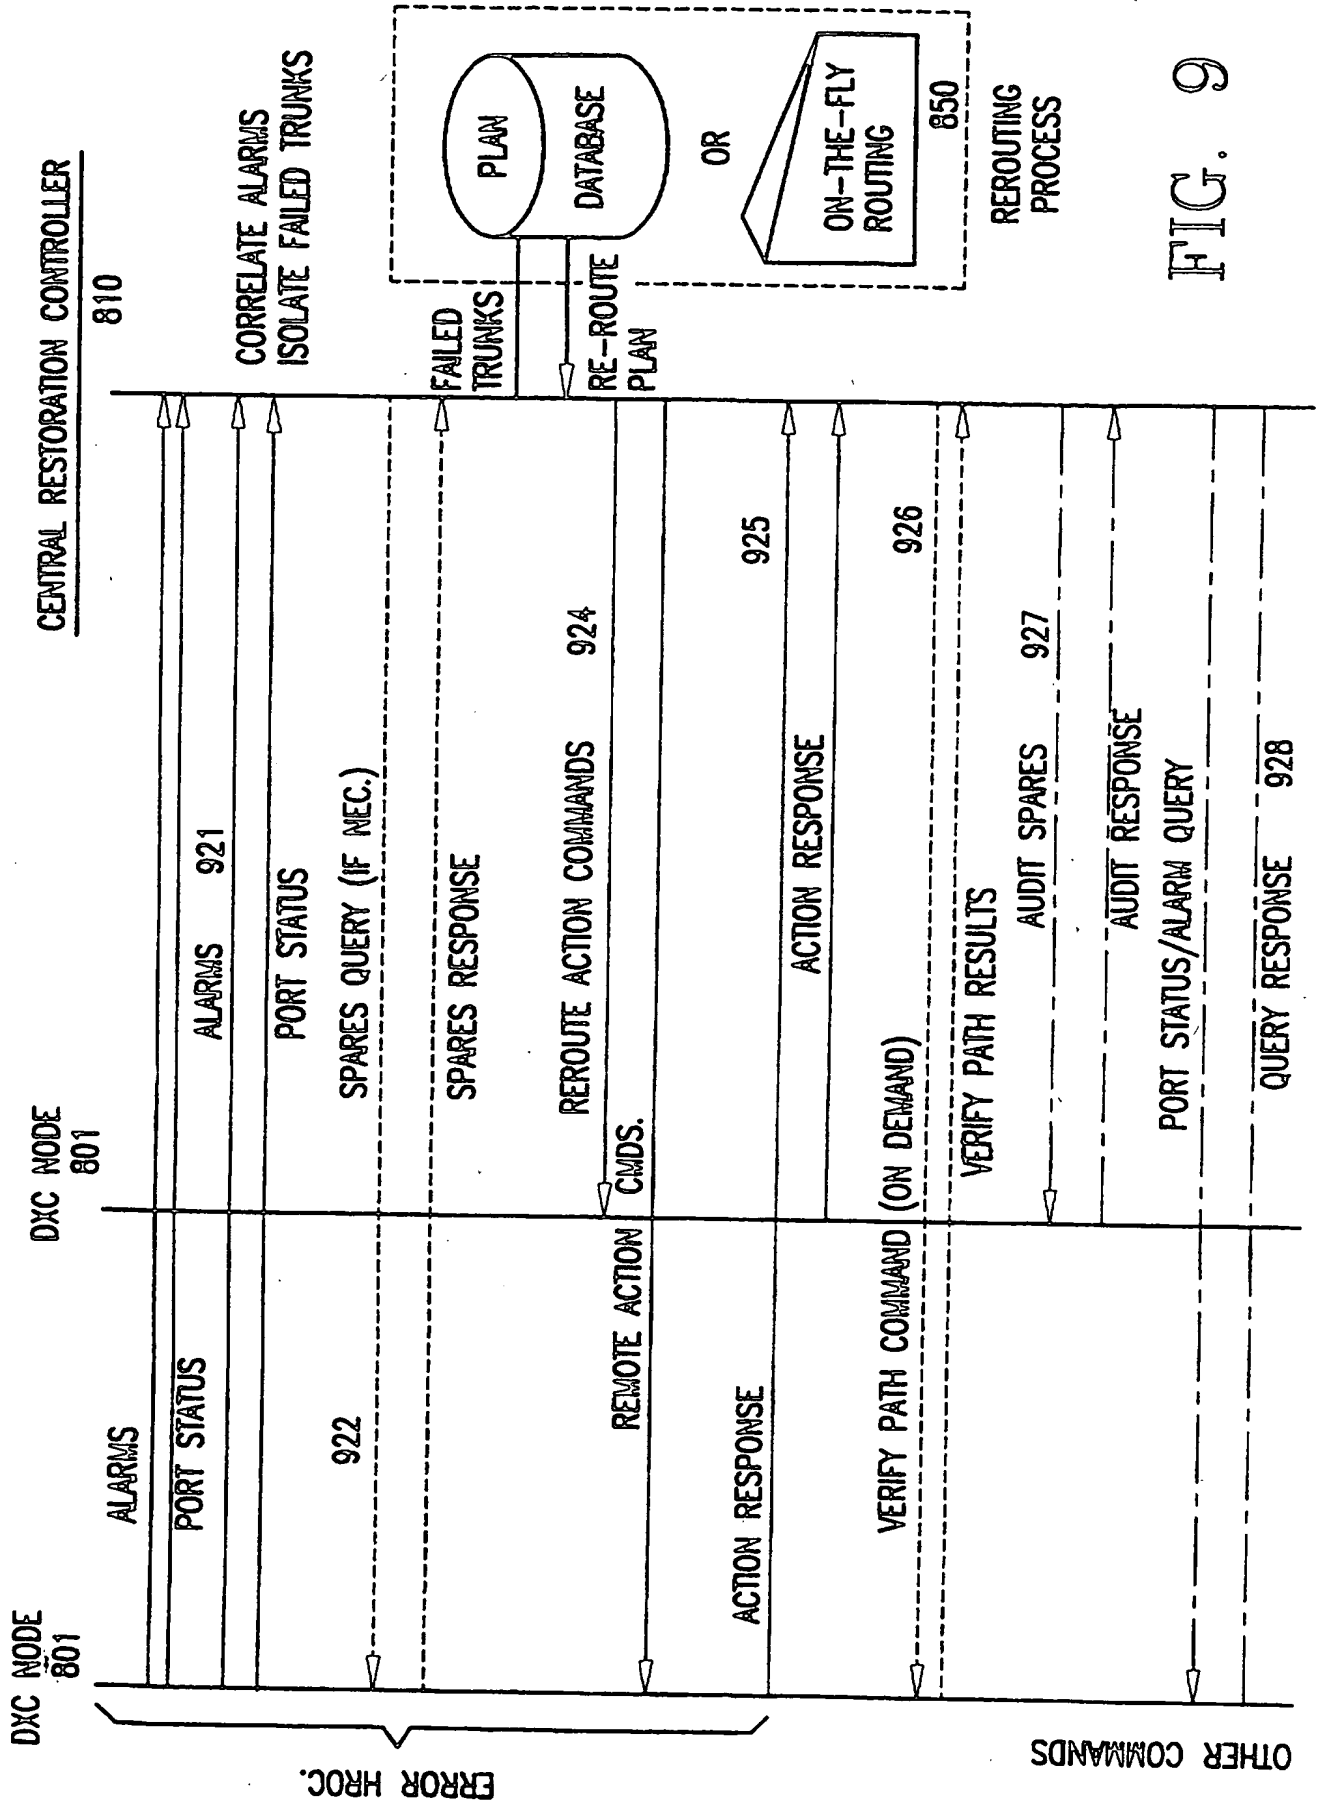 CENTRAL RESTORATION CONTROLLER
810
DXC NODE
801
DXC NODE
801
ALARMS
PORT STATUS
ALARMS 921
PORT STATUS
CORRELATE ALARMS
ISOLATE FAILED TRUNKS
922
SPARES QUERY (IF NEC.)
SPARES RESPONSE
FAILED
TRUNKS
RE-ROUTE
PLAN
PLAN
DATABASE
OR
ON-THE-FLY
ROUTING
850
REROUTING
PROCESS
REROUTE ACTION COMMANDS 924
REMOTE ACTION CMDS.
ACTION RESPONSE
925
ACTION RESPONSE
926
VERIFY PATH COMMAND (ON DEMAND)
VERIFY PATH RESULTS
AUDIT SPARES 927
AUDIT RESPONSE
PORT STATUS/ALARM QUERY
QUERY RESPONSE 928
ERROR HROC.
OTHER COMMANDS
FIG. 9